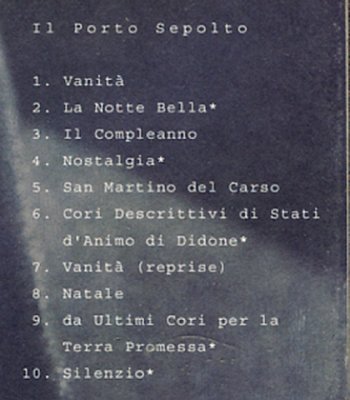 Il Porto Sepolto
1. Vanità
2. La Notte Bella*
3. Il Compleanno
4. Nostalgia*
5. San Martino del Carso
6. Cori Descrittivi di Stati
d'Animo di Didone*
7. Vanità (reprise)
8. Natale
9. da Ultimi Cori per la
Terra Promessa*
10. Silenzio*